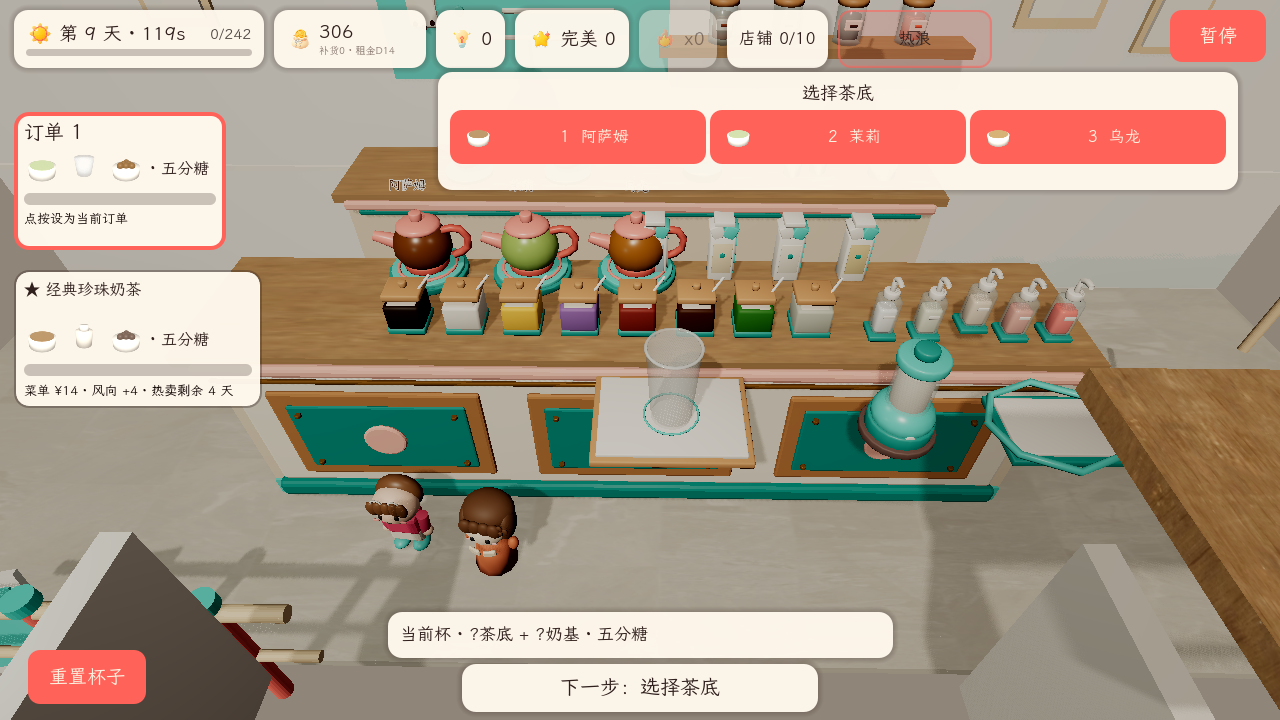 第 9 天·119s 0/242
306
补货0·租金D14
0
完美 0
x0
店铺 0/10
热浪
暂停
选择茶底
1 阿萨姆
2 茉莉
3 乌龙
订单 1
·五分糖
点按设为当前订单
★ 经典珍珠奶茶
·五分糖
菜单 ¥14·风向 +4·热卖剩余 4 天
阿萨姆
当前杯·?茶底 + ?奶基·五分糖
下一步: 选择茶底
重置杯子